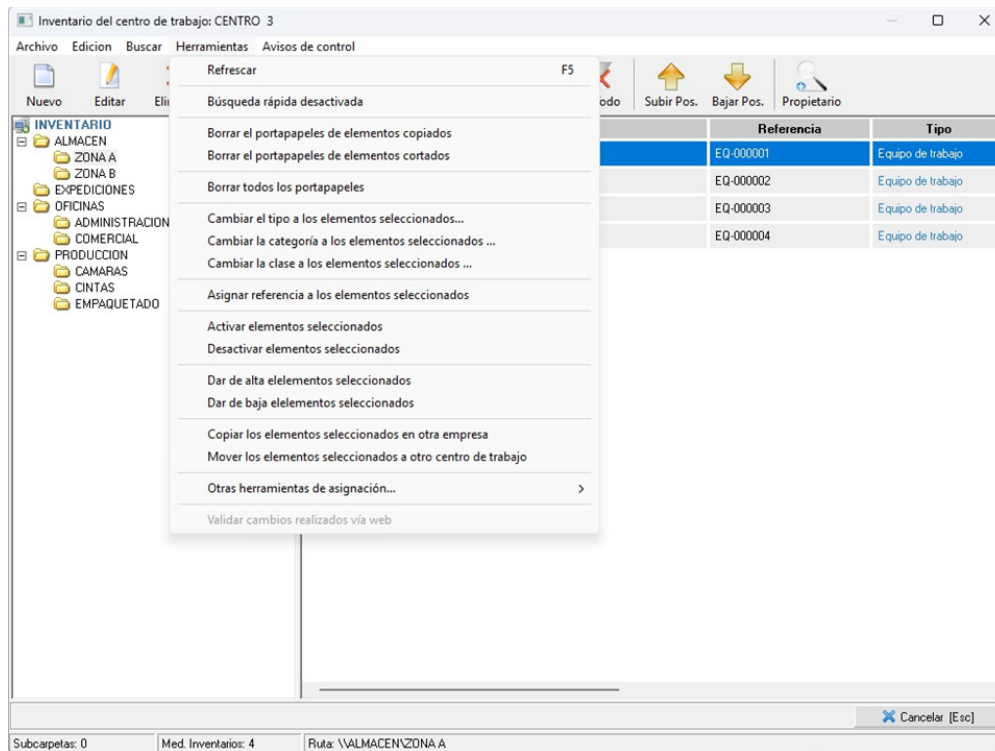 Inventario del centro de trabajo: CENTRO 3
Archivo Edicion Buscar Herramientas Avisos de control
Nuevo Editar Subir Pos. Bajar Pos. Propietario
Refrescar F5
Búsqueda rápida desactivada
Borrar el portapapeles de elementos copiados
Borrar el portapapeles de elementos cortados
Borrar todos los portapapeles
Cambiar el tipo a los elementos seleccionados...
Cambiar la categoría a los elementos seleccionados ...
Cambiar la clase a los elementos seleccionados ...
Asignar referencia a los elementos seleccionados
Activar elementos seleccionados
Desactivar elementos seleccionados
Dar de alta elelementos seleccionados
Dar de baja elelementos seleccionados
Copiar los elementos seleccionados en otra empresa
Mover los elementos seleccionados a otro centro de trabajo
Otras herramientas de asignación...
Validar cambios realizados vía web
INVENTARIO
ALMACEN
ZONA A
ZONA B
EXPEDICIONES
OFICINAS
ADMINISTRACION
COMERCIAL
PRODUCCION
CAMARAS
CINTAS
EMPAQUETADO
Referencia Tipo
EQ-000001 Equipo de trabajo
EQ-000002 Equipo de trabajo
EQ-000003 Equipo de trabajo
EQ-000004 Equipo de trabajo
Cancelar [Esc]
Subcarpetas: 0 Med. Inventarios: 4 Ruta: \\ALMACEN\ZONA A